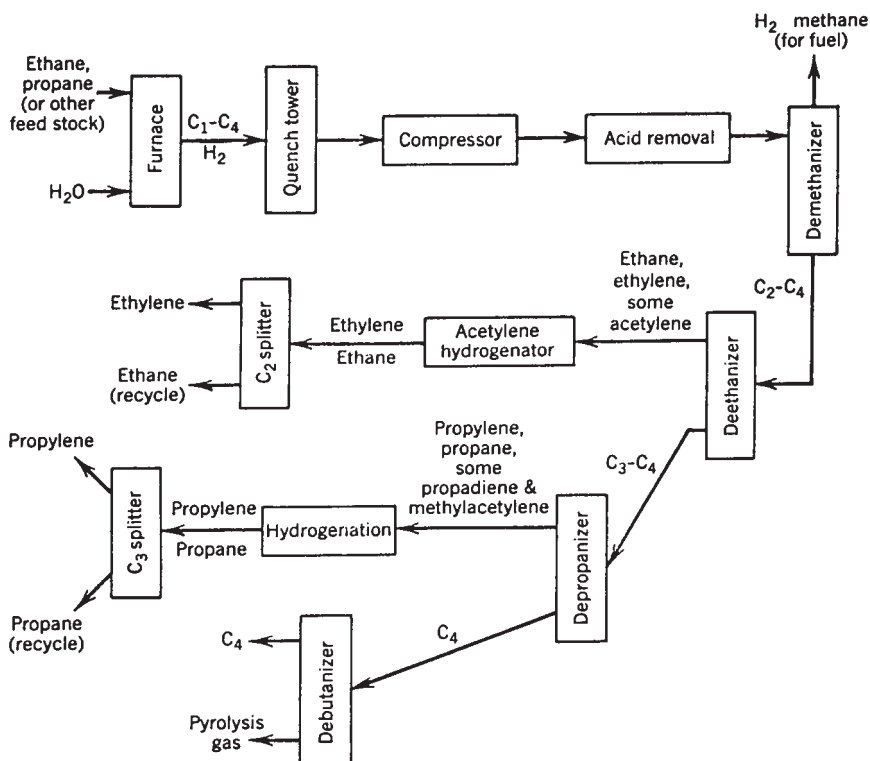 H2 methane
(for fuel)
Ethane,
propane
(or other
feed stock)
H2O
Furnace
C1-C4
H2
Quench tower
Compressor
Acid removal
Demethanizer
C2-C4
Ethane,
ethylene,
some
acetylene
Deethanizer
Acetylene
hydrogenator
Ethylene
Ethane
C2 splitter
Ethylene
Ethane
(recycle)
C3-C4
Propylene,
propane,
some
propadiene &
methylacetylene
Depropanizer
Hydrogenation
Propylene
Propane
C3 splitter
Propylene
Propane
(recycle)
C4
Debutanizer
C4
Pyrolysis
gas